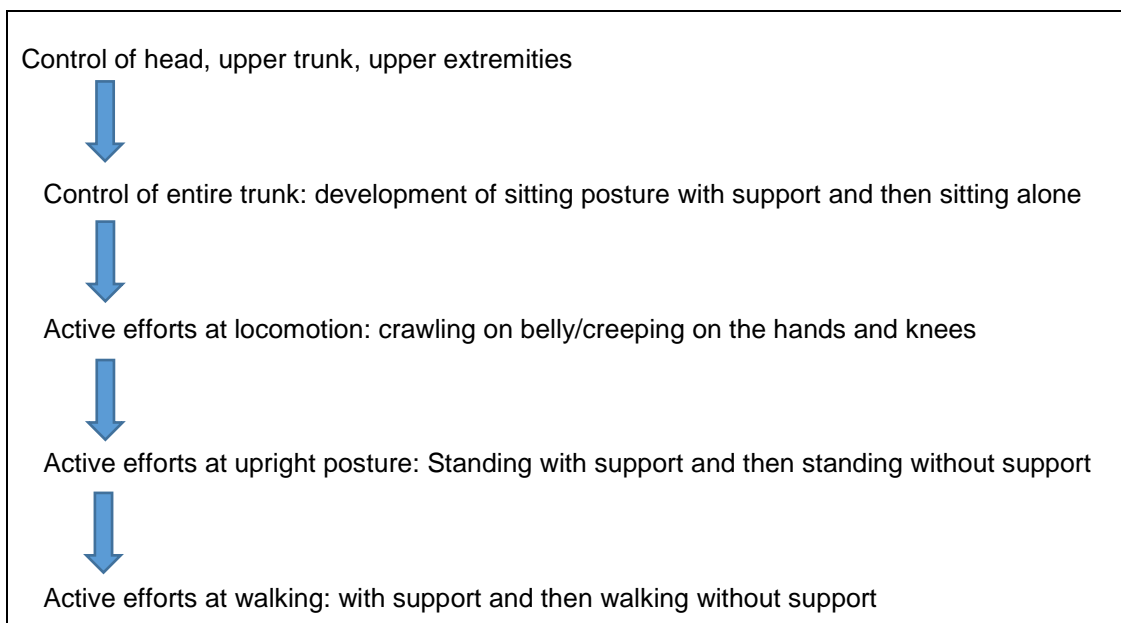 Control of head, upper trunk, upper extremities
Control of entire trunk: development of sitting posture with support and then sitting alone
Active efforts at locomotion: crawling on belly/creeping on the hands and knees
Active efforts at upright posture: Standing with support and then standing without support
Active efforts at walking: with support and then walking without support